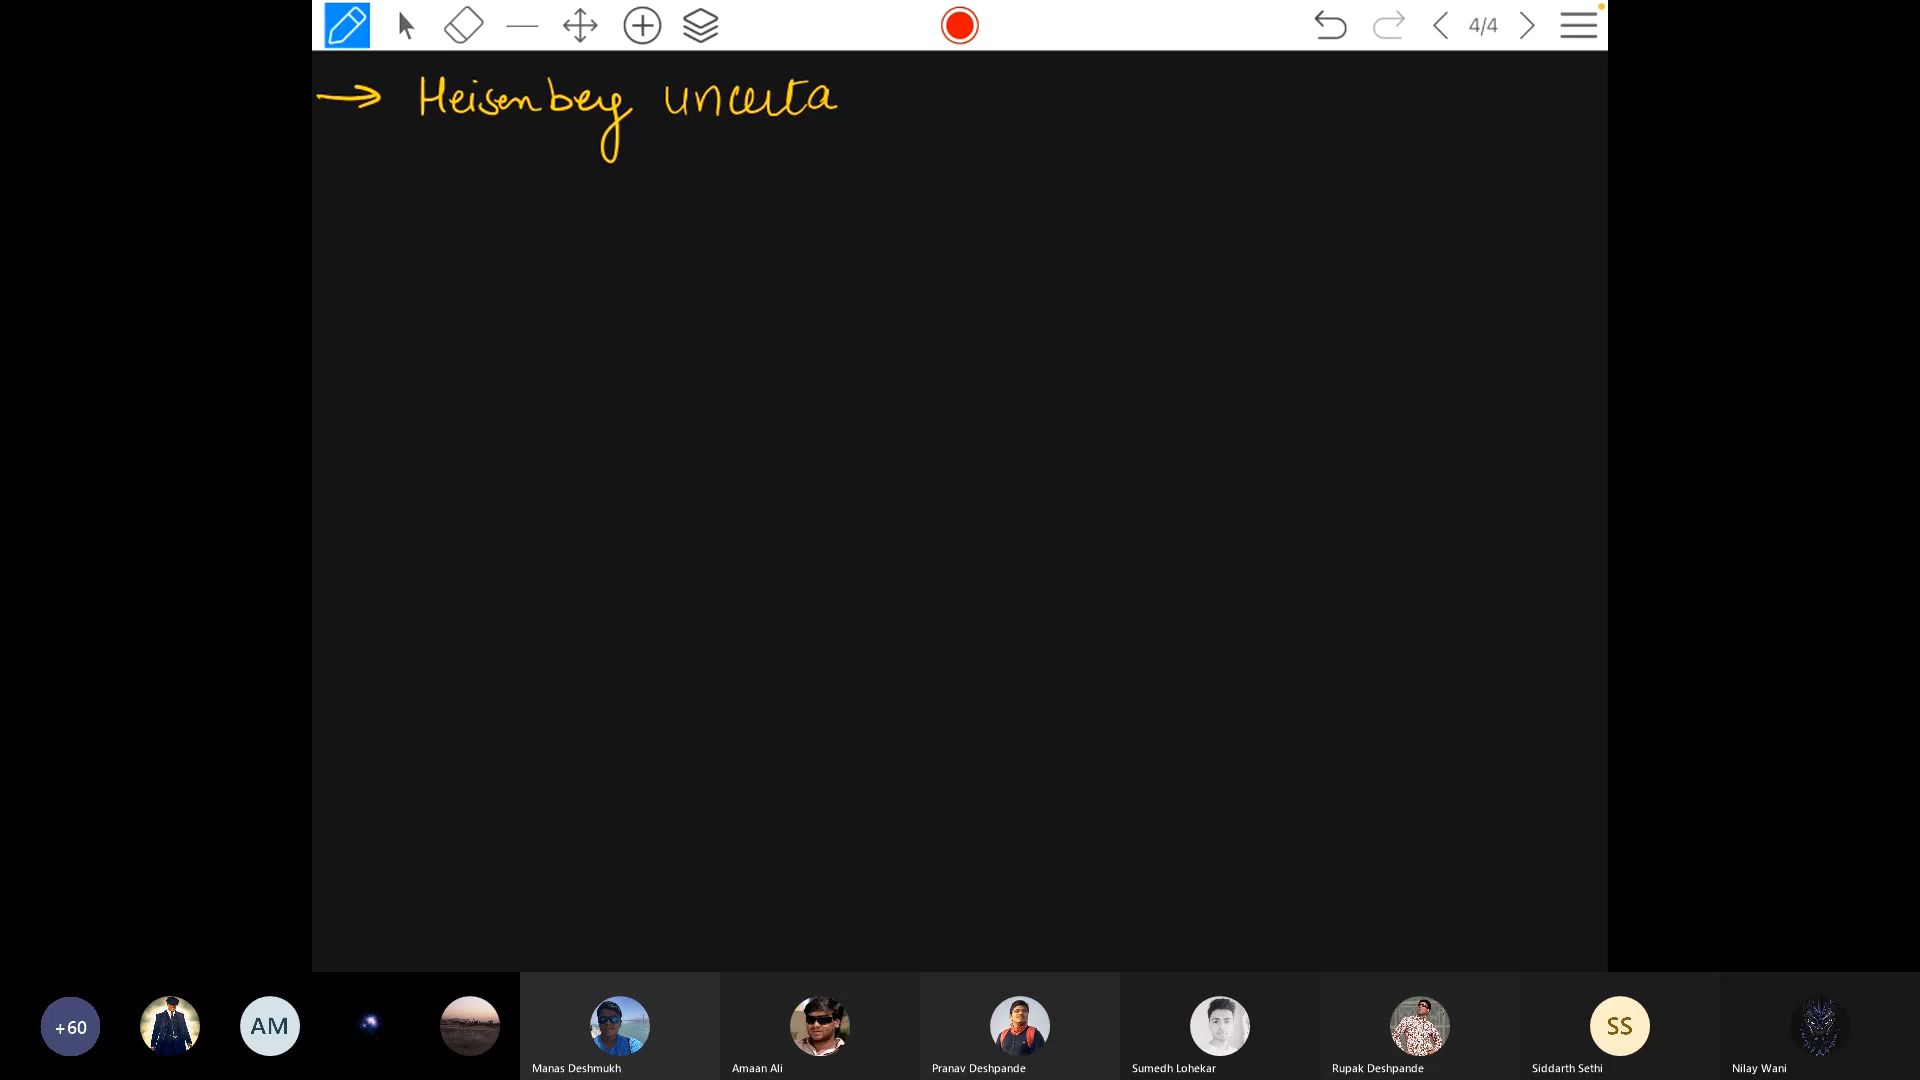 4/4
→ Heisenberg uncerta
+60
AM
SS
Manas Deshmukh
Amaan Ali
Pranav Deshpande
Sumedh Lohekar
Rupak Deshpande
Siddarth Sethi
Nilay Wani